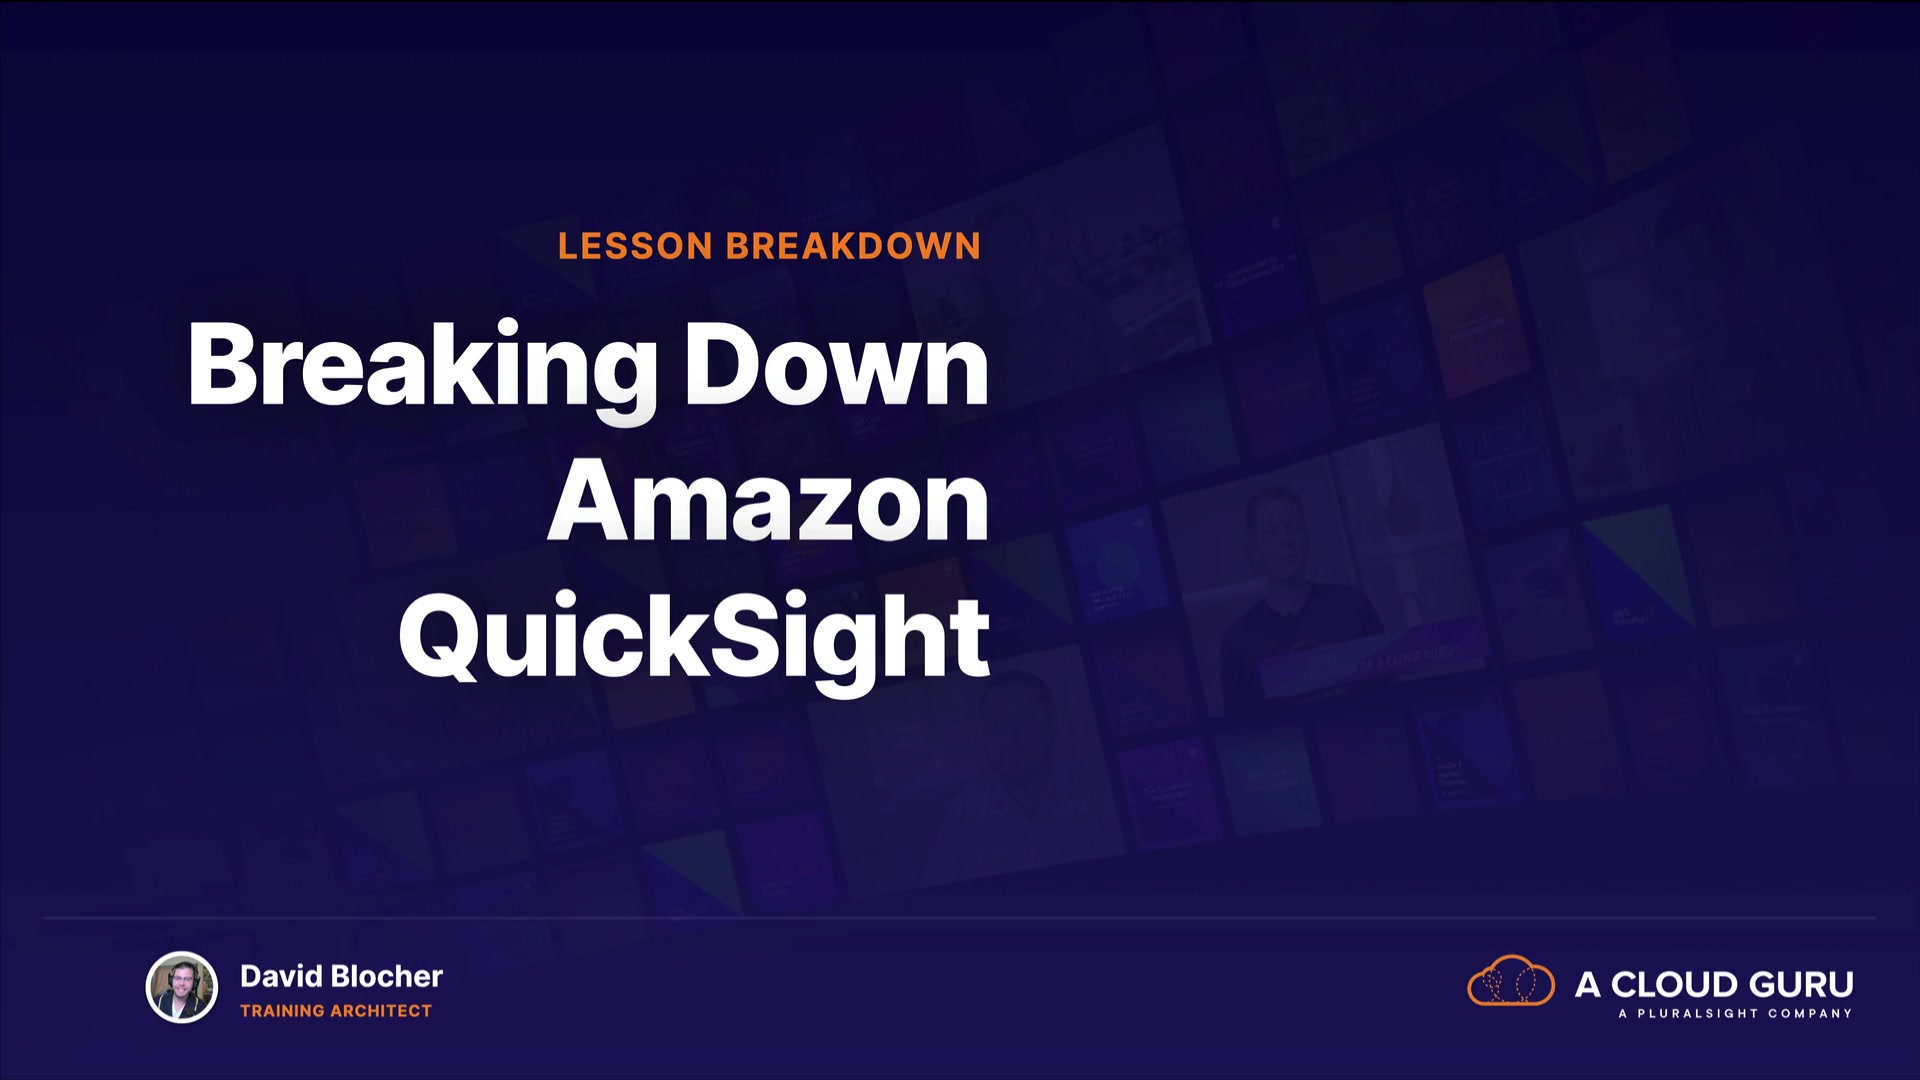 LESSON BREAKDOWN
Breaking Down
Amazon
QuickSight
David Blocher
TRAINING ARCHITECT
A CLOUD GURU
A PLURALSIGHT COMPANY